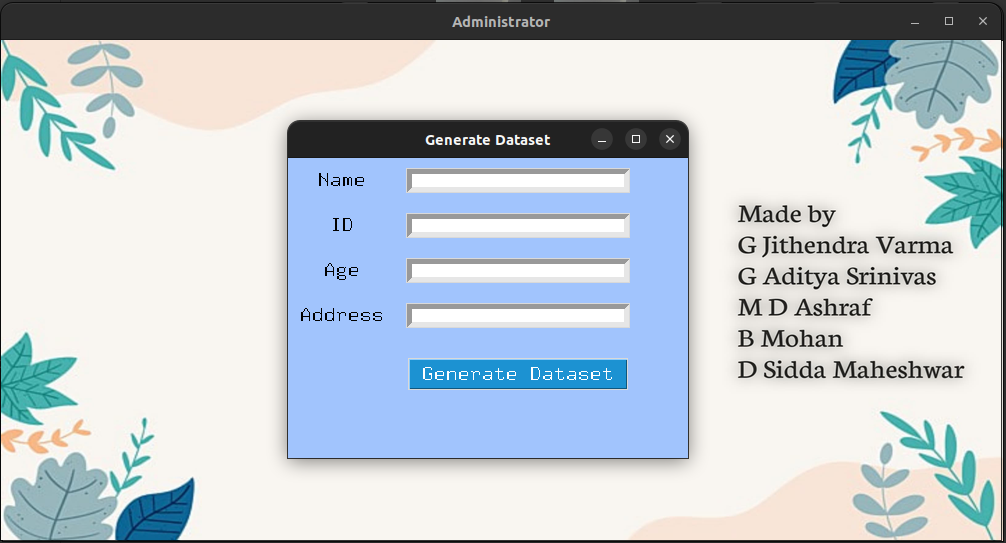 Administrator
Generate Dataset
Name
ID
Age
Address
Generate Dataset
Made by
G Jithendra Varma
G Aditya Srinivas
M D Ashraf
B Mohan
D Sidda Maheshwar